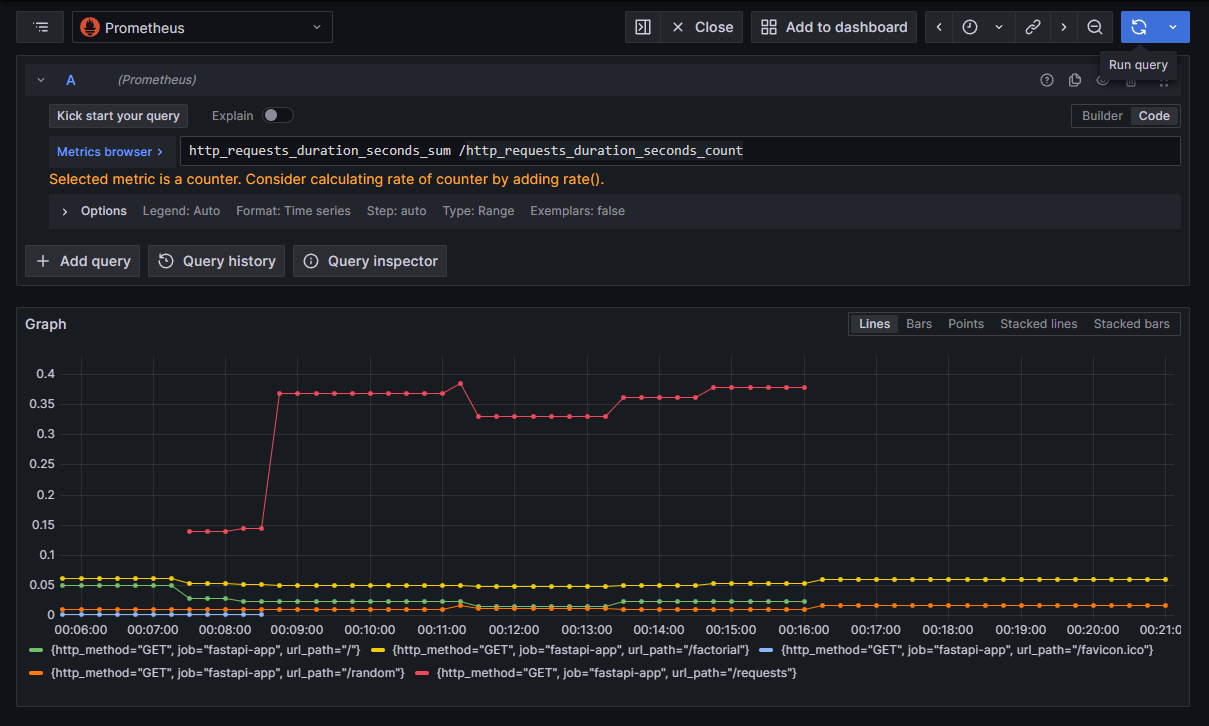 Prometheus Close Add to dashboard
Run query
A (Prometheus)
Kick start your query Explain Builder Code
Metrics browser > http_requests_duration_seconds_sum /http_requests_duration_seconds_count
Selected metric is a counter. Consider calculating rate of counter by adding rate().
Options Legend: Auto Format: Time series Step: auto Type: Range Exemplars: false
Add query Query history Query inspector
Graph Lines Bars Points Stacked lines Stacked bars
0.4
0.35
0.3
0.25
0.2
0.15
0.1
0.05
0
00:06:00 00:07:00 00:08:00 00:09:00 00:10:00 00:11:00 00:12:00 00:13:00 00:14:00 00:15:00 00:16:00 00:17:00 00:18:00 00:19:00 00:20:00 00:21:0
{http_method="GET", job="fastapi-app", url_path="/"} {http_method="GET", job="fastapi-app", url_path="/factorial"} {http_method="GET", job="fastapi-app", url_path="/favicon.ico"}
{http_method="GET", job="fastapi-app", url_path="/random"} {http_method="GET", job="fastapi-app", url_path="/requests"}